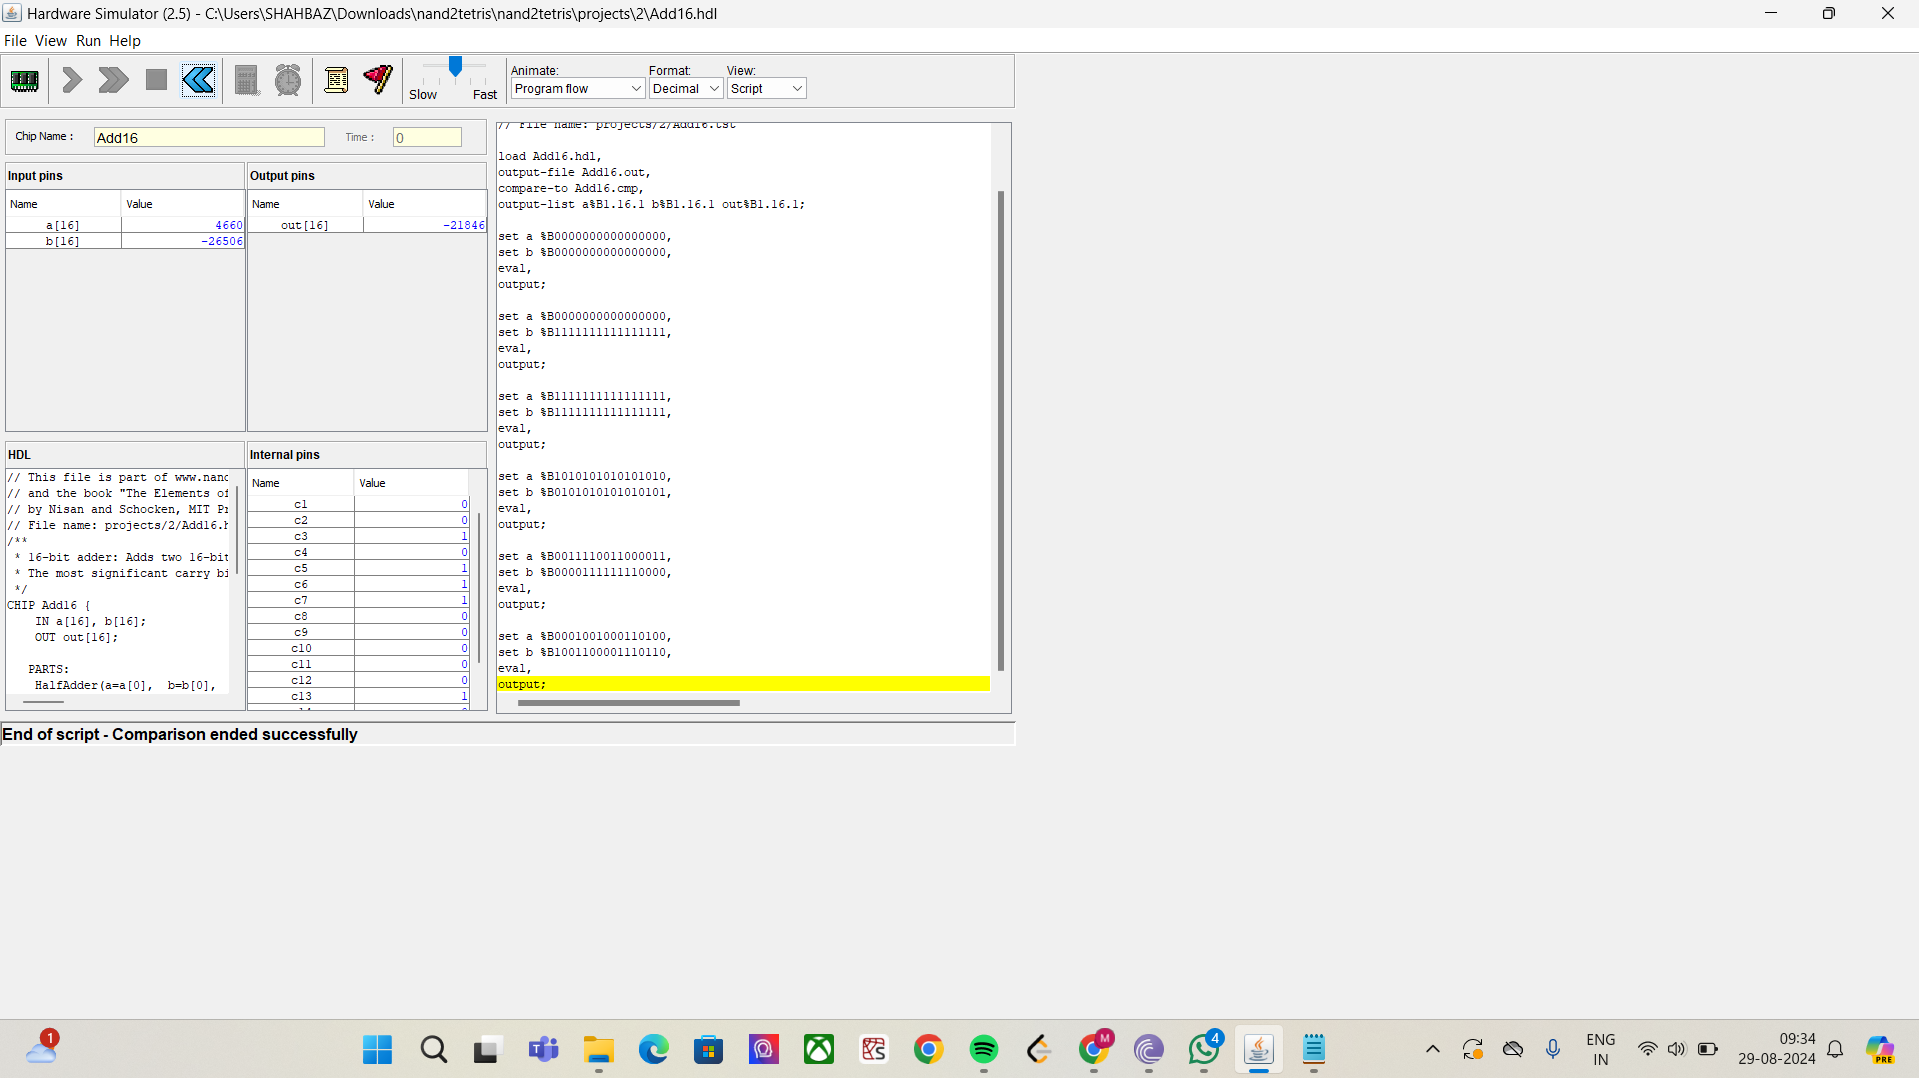 Hardware Simulator (2.5) - C:\Users\SHAHBAZ\Downloads\nand2tetris\nand2tetris\projects\2\Add16.hdl
File View Run Help
Slow Fast
Animate: Format: View:
Program flow Decimal Script
Chip Name : Add16 Time : 0
Input pins
Name Value
a[16] 4660
b[16] -26506
Output pins
Name Value
out[16] -21846
HDL
// This file is part of www.nanc
// and the book "The Elements of
// by Nisan and Schocken, MIT Pr
// File name: projects/2/Add16.h
/**
* 16-bit adder: Adds two 16-bit
* The most significant carry bi
*/
CHIP Add16 {
IN a[16], b[16];
OUT out[16];
PARTS:
HalfAdder(a=a[0], b=b[0],
Internal pins
Name Value
c1 0
c2 0
c3 1
c4 0
c5 1
c6 1
c7 1
c8 0
c9 0
c10 0
c11 0
c12 0
c13 1
// File name: projects/2/Add16.tst
load Add16.hdl,
output-file Add16.out,
compare-to Add16.cmp,
output-list a%B1.16.1 b%B1.16.1 out%B1.16.1;
set a %B0000000000000000,
set b %B0000000000000000,
eval,
output;
set a %B0000000000000000,
set b %B1111111111111111,
eval,
output;
set a %B1111111111111111,
set b %B1111111111111111,
eval,
output;
set a %B1010101010101010,
set b %B0101010101010101,
eval,
output;
set a %B0011110011000011,
set b %B0000111111110000,
eval,
output;
set a %B0001001000110100,
set b %B1001100001110110,
eval,
output;
End of script - Comparison ended successfully
1
M
4
ENG
IN
09:34
29-08-2024
PRE